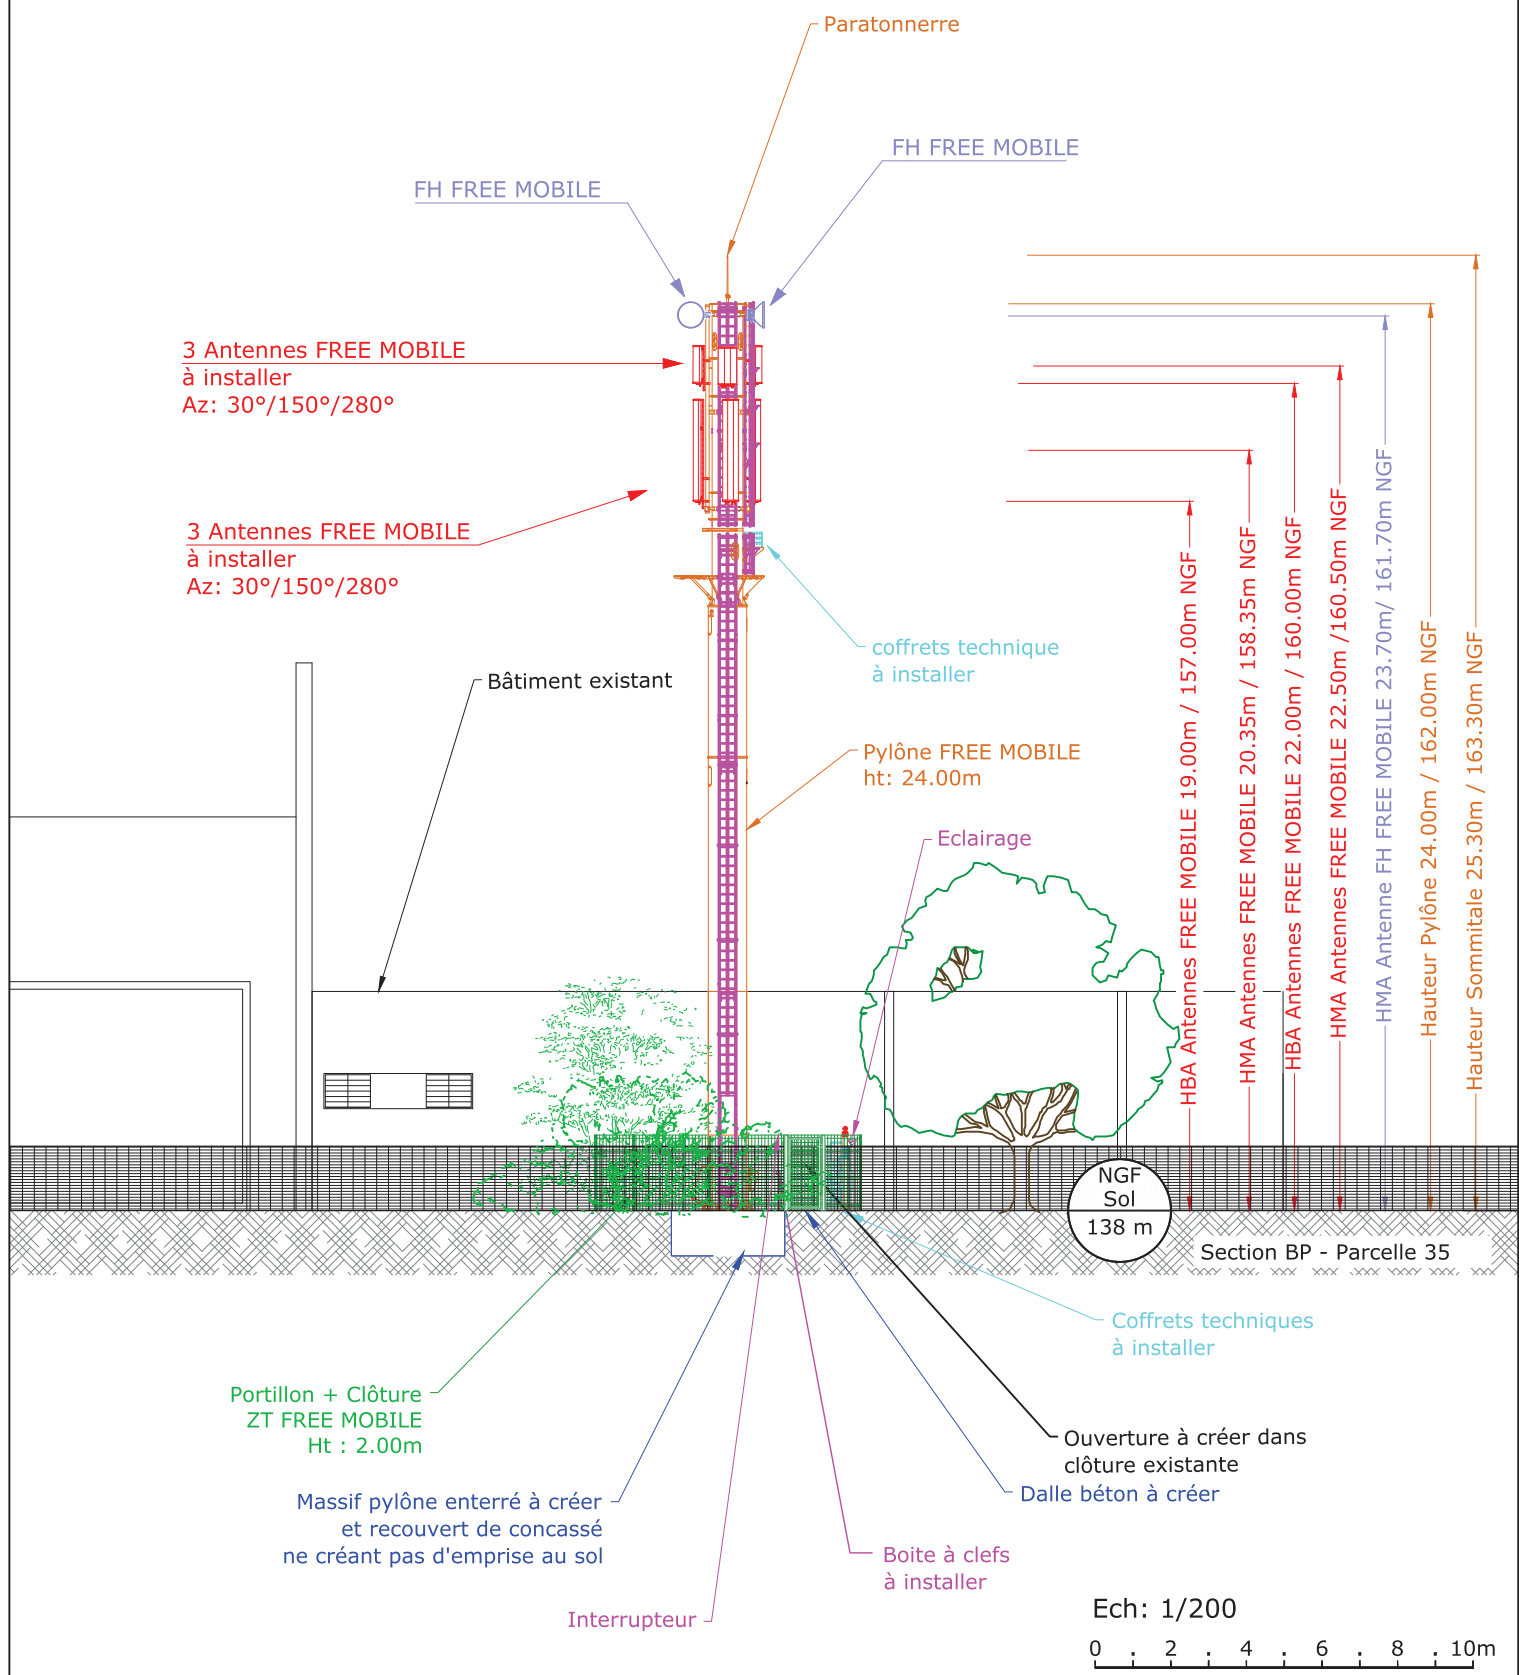 Paratonnerre
FH FREE MOBILE
FH FREE MOBILE
3 Antennes FREE MOBILE
à installer
Az: 30°/150°/280°
3 Antennes FREE MOBILE
à installer
Az: 30°/150°/280°
coffrets technique
à installer
Bâtiment existant
Pylône FREE MOBILE
ht: 24.00m
Eclairage
HBA Antennes FREE MOBILE 19.00m / 157.00m NGF
HMA Antennes FREE MOBILE 20.35m / 158.35m NGF
HBA Antennes FREE MOBILE 22.00m / 160.00m NGF
HMA Antennes FREE MOBILE 22.50m /160.50m NGF
HMA Antenne FH FREE MOBILE 23.70m/ 161.70m NGF
Hauteur Pylône 24.00m / 162.00m NGF
Hauteur Sommitale 25.30m / 163.30m NGF
NGF
Sol
138 m
Section BP - Parcelle 35
Coffrets techniques
à installer
Portillon + Clôture
ZT FREE MOBILE
Ht : 2.00m
Ouverture à créer dans
clôture existante
Dalle béton à créer
Massif pylône enterré à créer
et recouvert de concassé
ne créant pas d'emprise au sol
Boite à clefs
à installer
Interrupteur
Ech: 1/200
0 . 2 . 4 . 6 . 8 . 10m